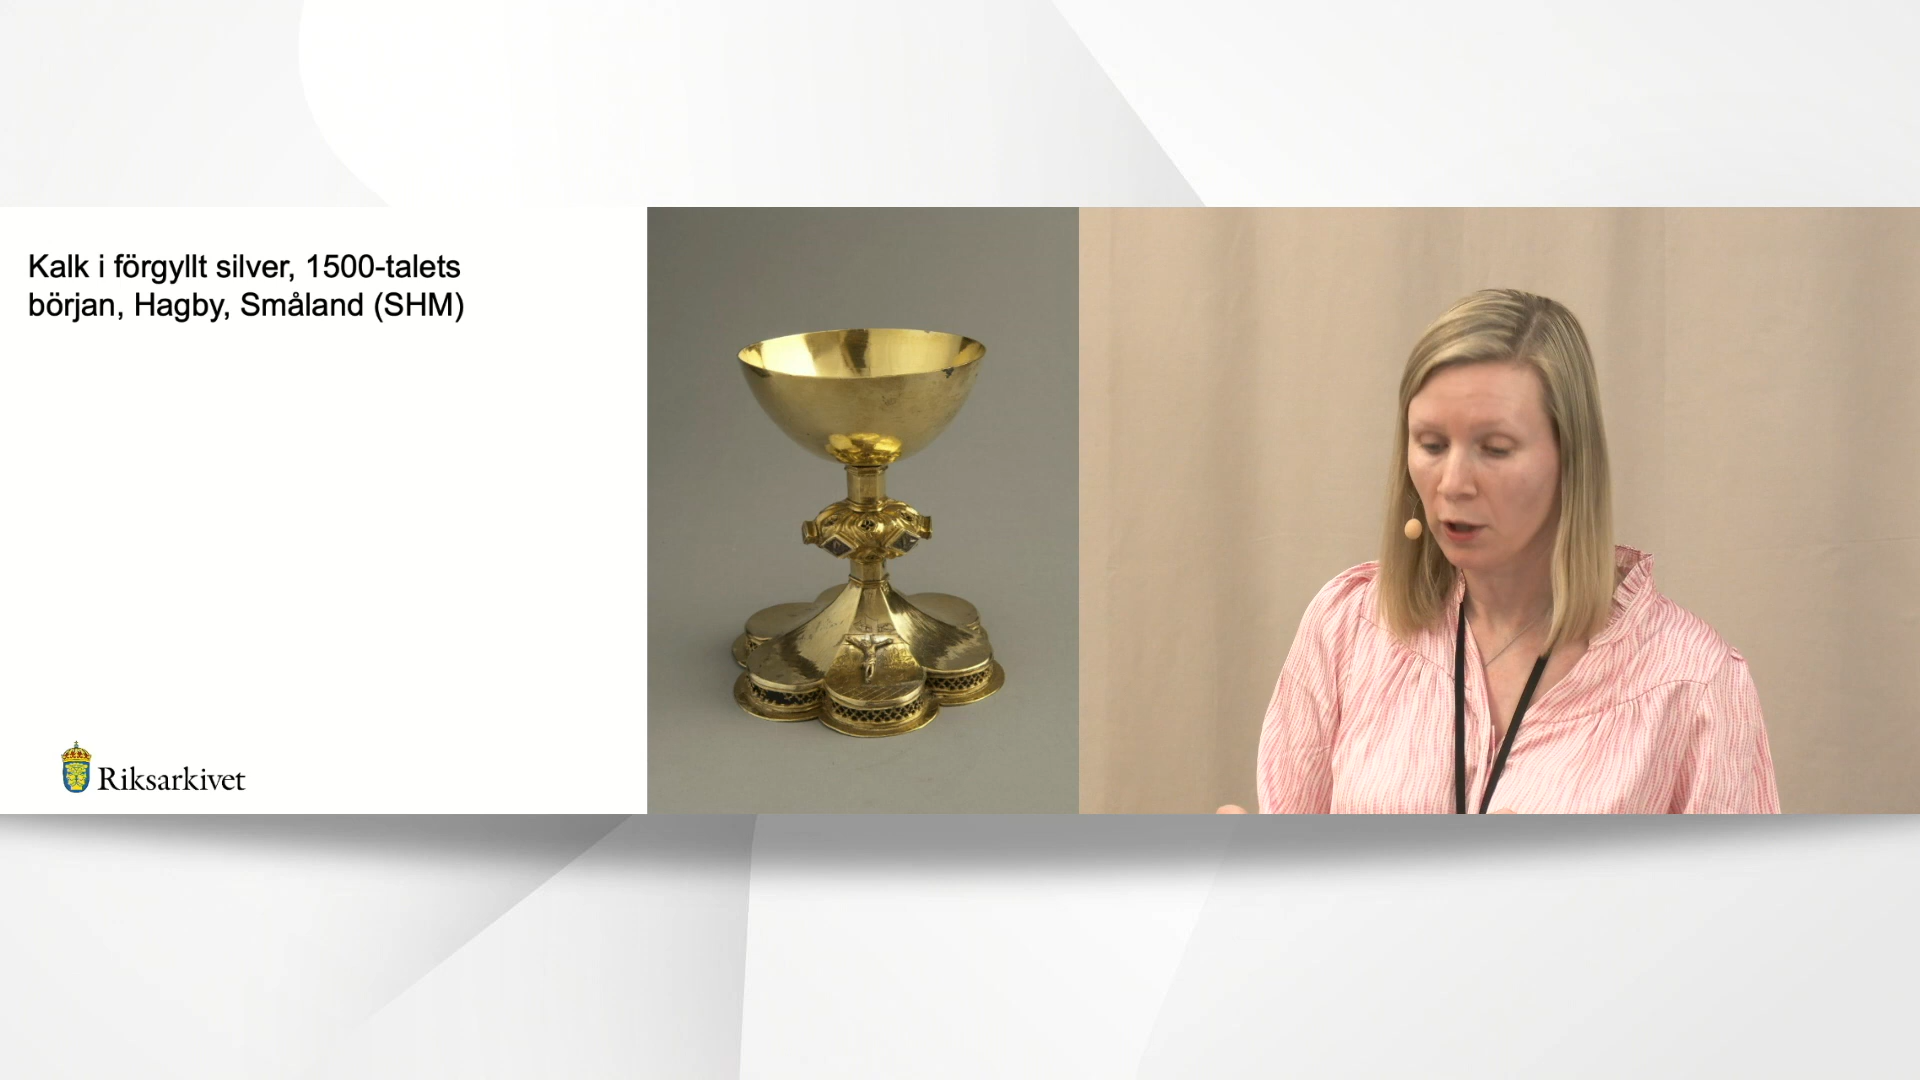 Kalk i förgyllt silver, 1500-talets
början, Hagby, Småland (SHM)
Riksarkivet